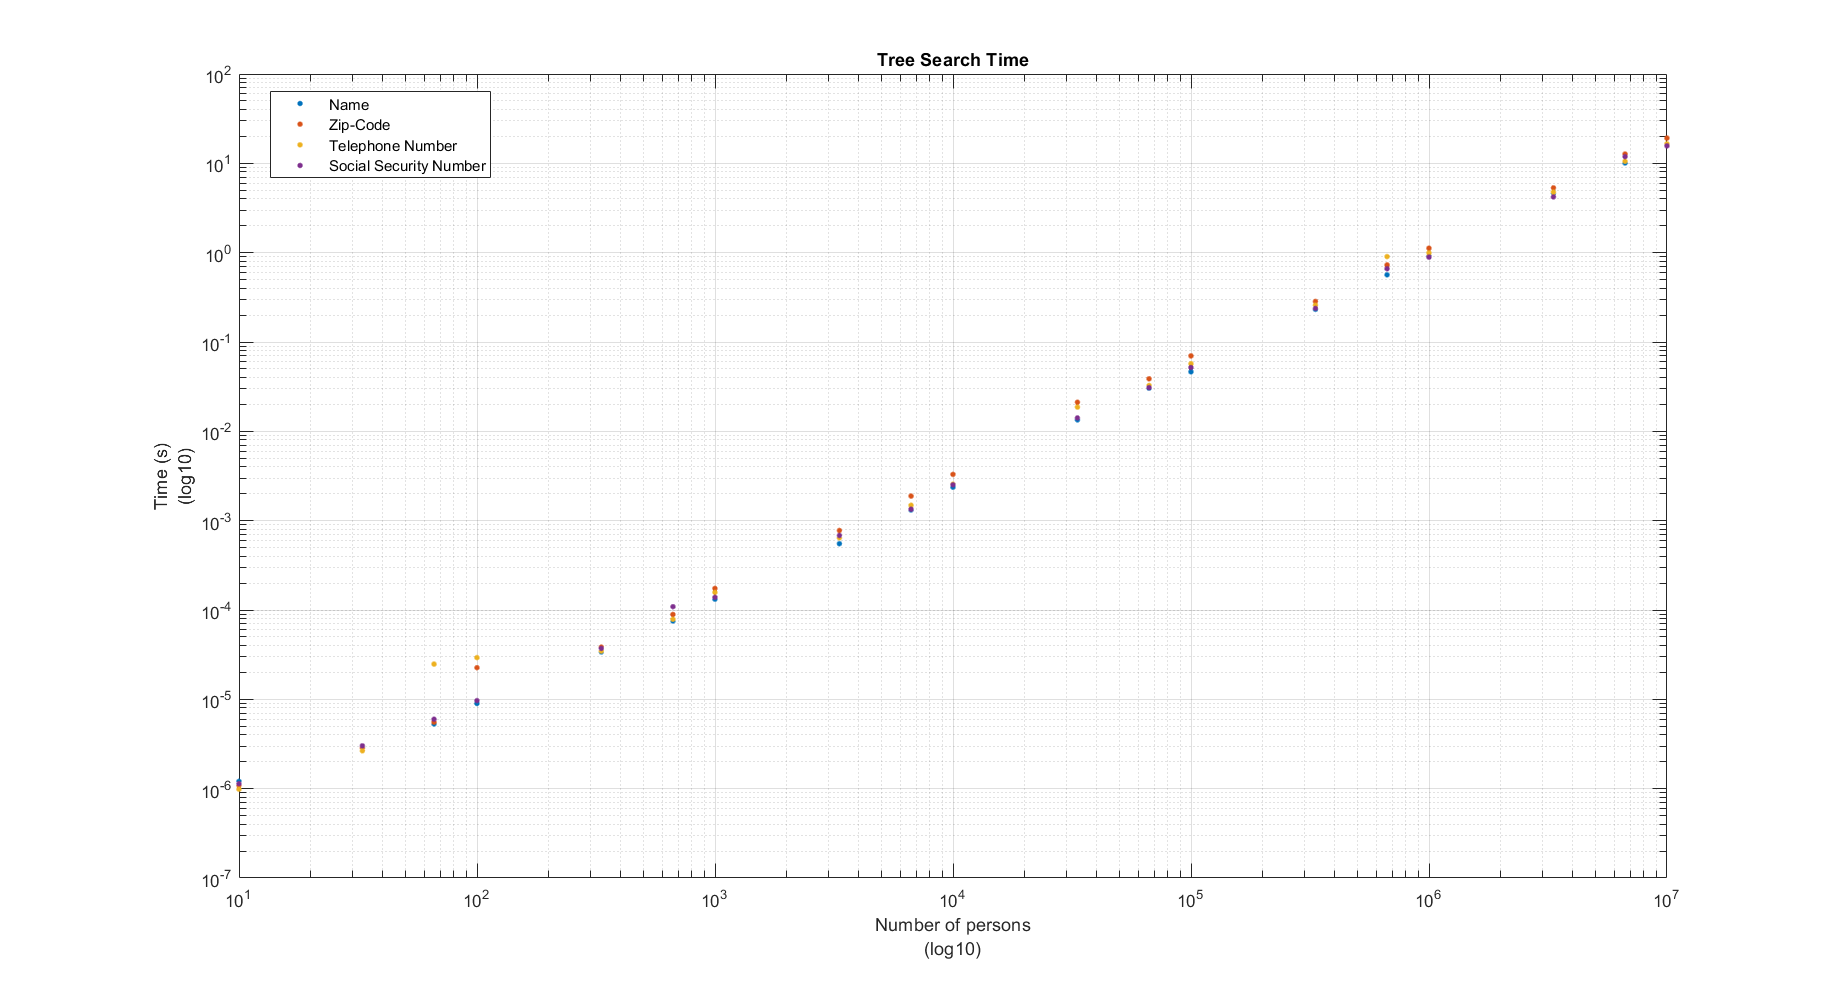 Tree Search Time
10^2
10^1
10^0
10^-1
10^-2
10^-3
10^-4
10^-5
10^-6
10^-7
Name
Zip-Code
Telephone Number
Social Security Number
Time (s)
(log10)
10^1 10^2 10^3 10^4 10^5 10^6 10^7
Number of persons
(log10)